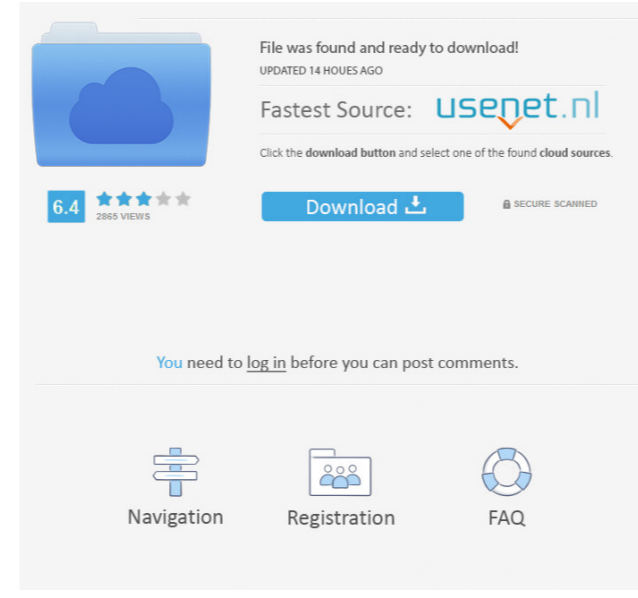 File was found and ready to download!
UPDATED 14 HOUES AGO
Fastest Source: usenet.nl
Click the download button and select one of the found cloud sources.
6.4
2865 VIEWS
Download
SECURE SCANNED
You need to log in before you can post comments.
Navigation
Registration
FAQ